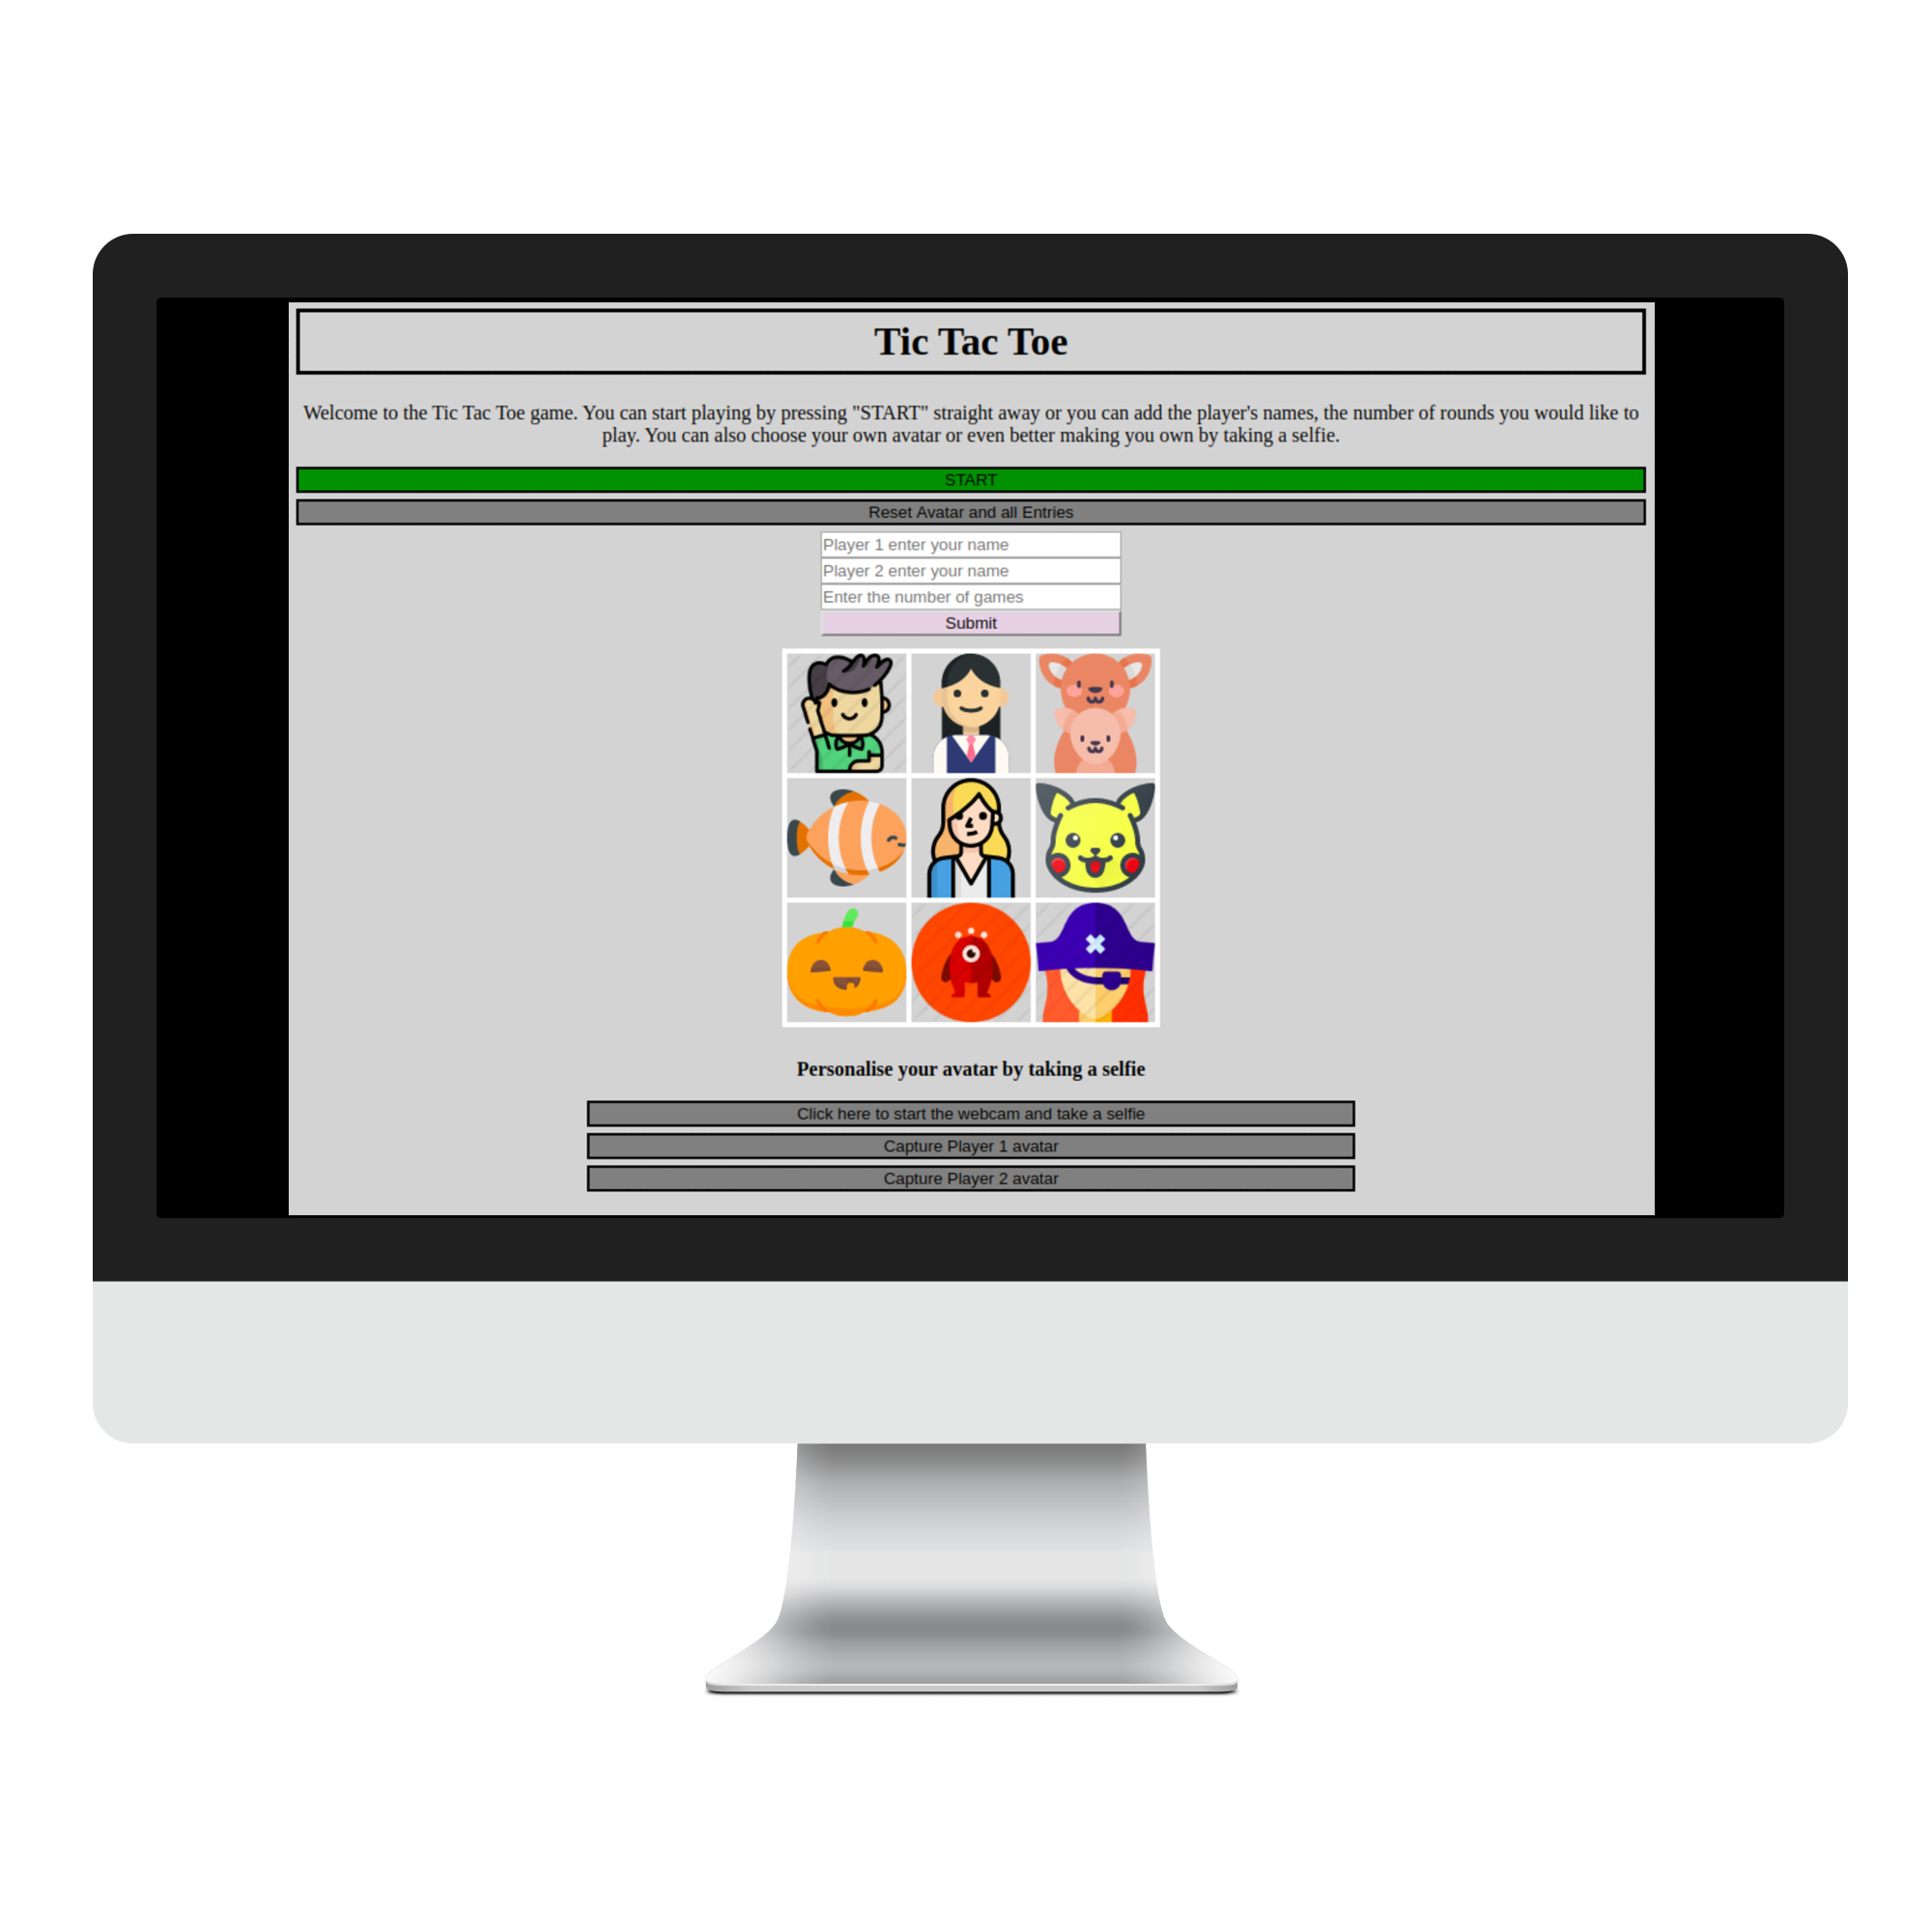 Tic Tac Toe
Welcome to the Tic Tac Toe game. You can start playing by pressing "START" straight away or you can add the player's names, the number of rounds you would like to
play. You can also choose your own avatar or even better making you own by taking a selfie.
START
Reset Avatar and all Entries
Player 1 enter your name
Player 2 enter your name
Enter the number of games
Submit
Personalise your avatar by taking a selfie
Click here to start the webcam and take a selfie
Capture Player 1 avatar
Capture Player 2 avatar